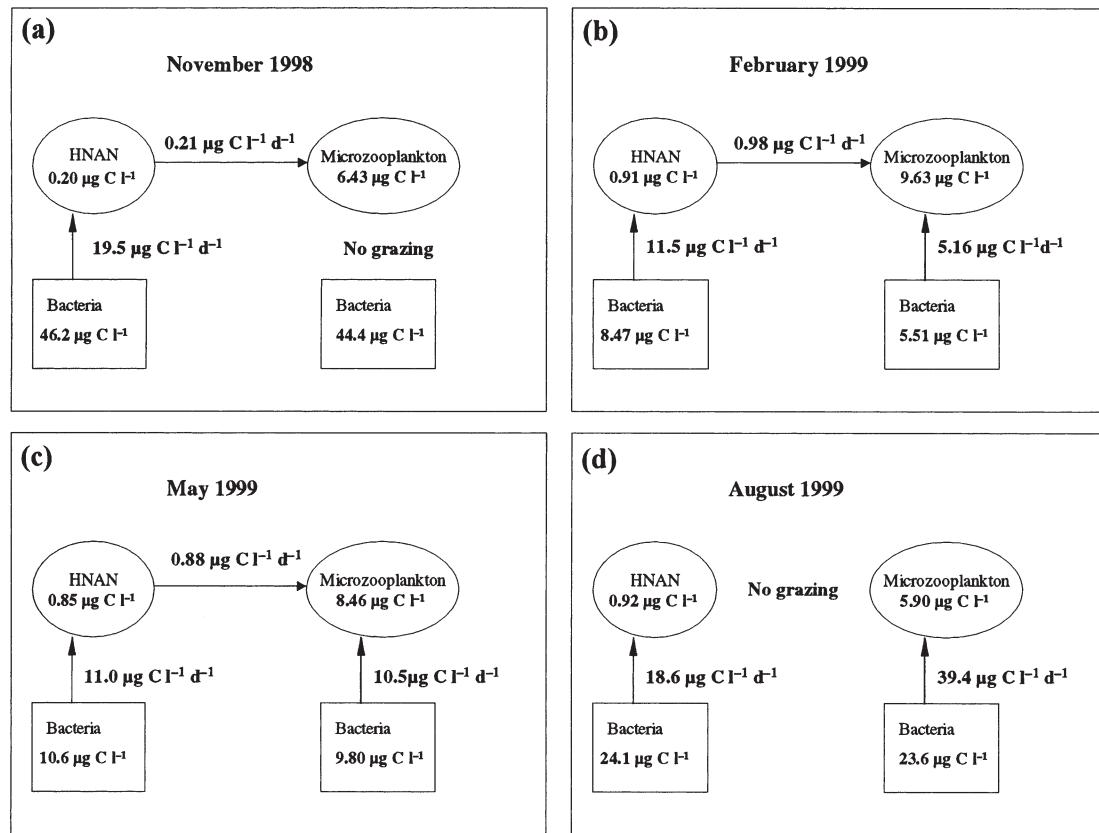 (a)
November 1998
HNAN
0.20 µg C l⁻¹
0.21 µg C l⁻¹ d⁻¹
Microzooplankton
6.43 µg C l⁻¹
19.5 µg C l⁻¹ d⁻¹
No grazing
Bacteria
46.2 µg C l⁻¹
Bacteria
44.4 µg C l⁻¹
(b)
February 1999
HNAN
0.91 µg C l⁻¹
0.98 µg C l⁻¹ d⁻¹
Microzooplankton
9.63 µg C l⁻¹
11.5 µg C l⁻¹ d⁻¹
5.16 µg C l⁻¹d⁻¹
Bacteria
8.47 µg C l⁻¹
Bacteria
5.51 µg C l⁻¹
(c)
May 1999
HNAN
0.85 µg C l⁻¹
0.88 µg C l⁻¹ d⁻¹
Microzooplankton
8.46 µg C l⁻¹
11.0 µg C l⁻¹ d⁻¹
10.5µg C l⁻¹ d⁻¹
Bacteria
10.6 µg C l⁻¹
Bacteria
9.80 µg C l⁻¹
(d)
August 1999
HNAN
0.92 µg C l⁻¹
No grazing
Microzooplankton
5.90 µg C l⁻¹
18.6 µg C l⁻¹ d⁻¹
39.4 µg C l⁻¹ d⁻¹
Bacteria
24.1 µg C l⁻¹
Bacteria
23.6 µg C l⁻¹